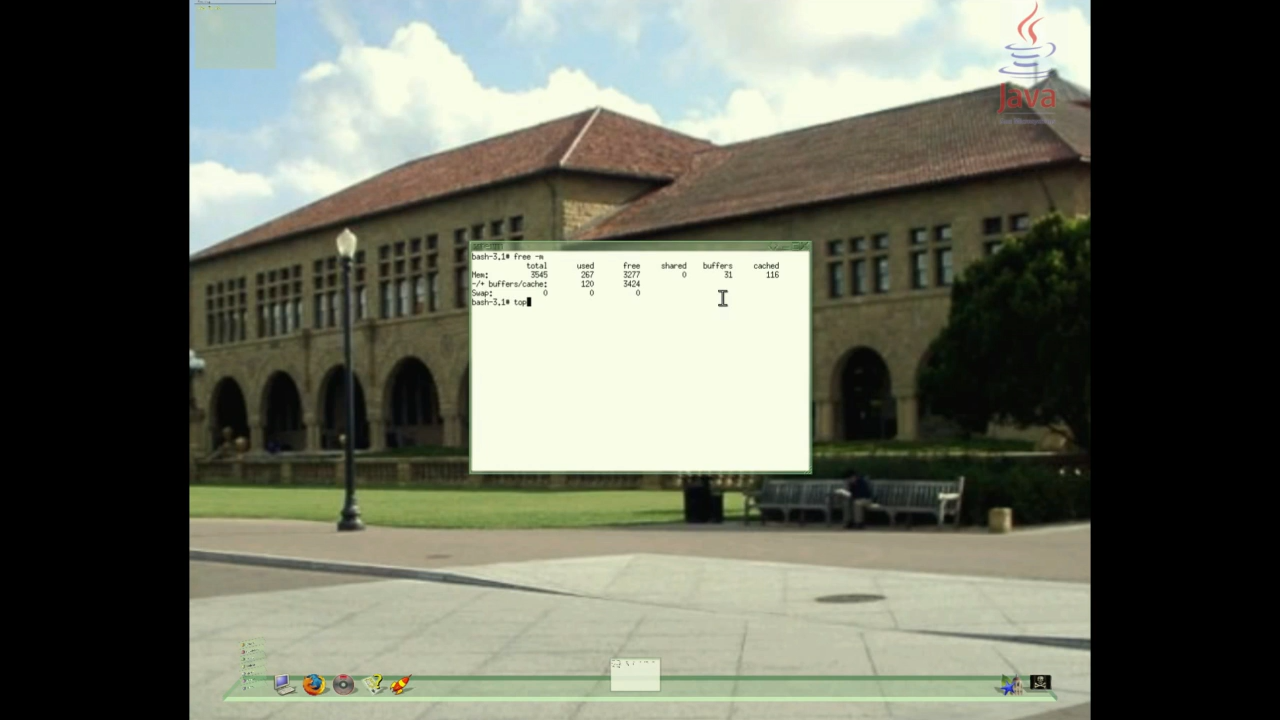 Java
bash-3.1# free -m
total used free shared buffers cached
Mem: 3545 267 3277 0 31 116
-/+ buffers/cache: 120 3424
Swap: 0 0 0
bash-3.1# top